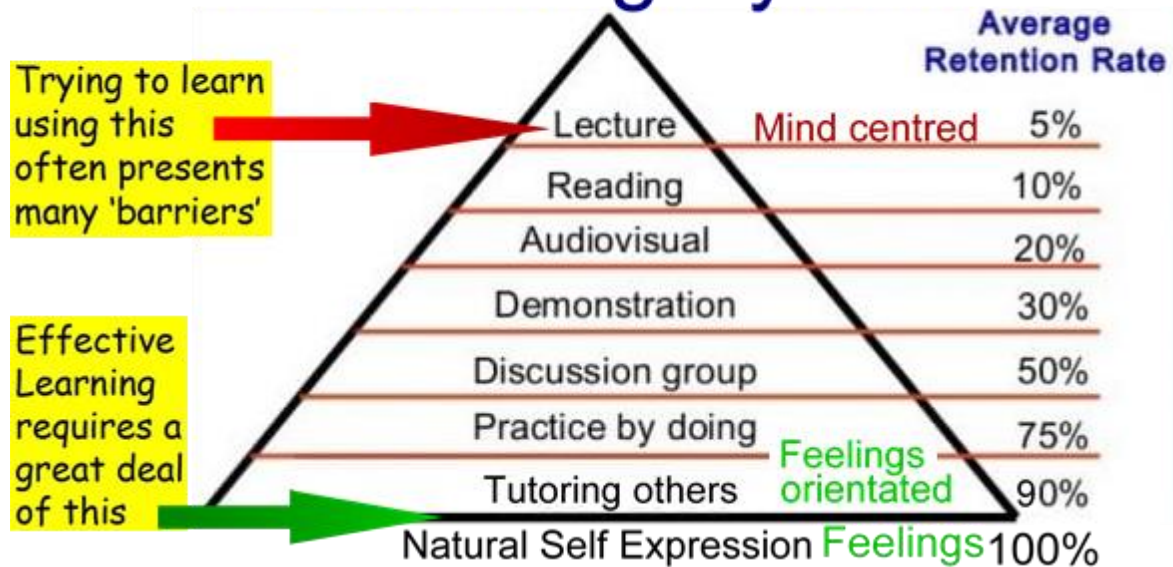 Average
Retention Rate
Trying to learn
using this
often presents
many 'barriers'
Lecture Mind centred 5%
Reading 10%
Audiovisual 20%
Demonstration 30%
Discussion group 50%
Practice by doing 75%
Effective
Learning
requires a
great deal
of this
Feelings
orientated
Tutoring others 90%
Natural Self Expression Feelings 100%